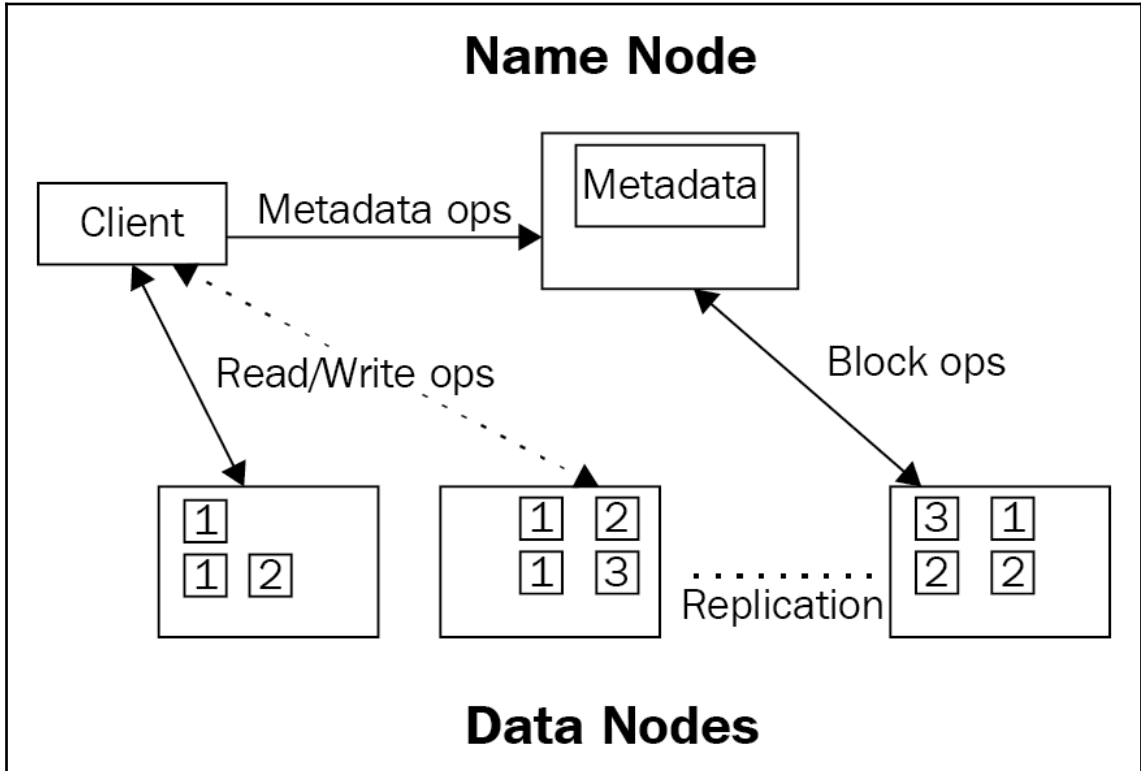 Name Node
Metadata
Client
Metadata ops
Read/Write ops
Block ops
1
1 2
1 2
1 3
3 1
2 2
Replication
Data Nodes